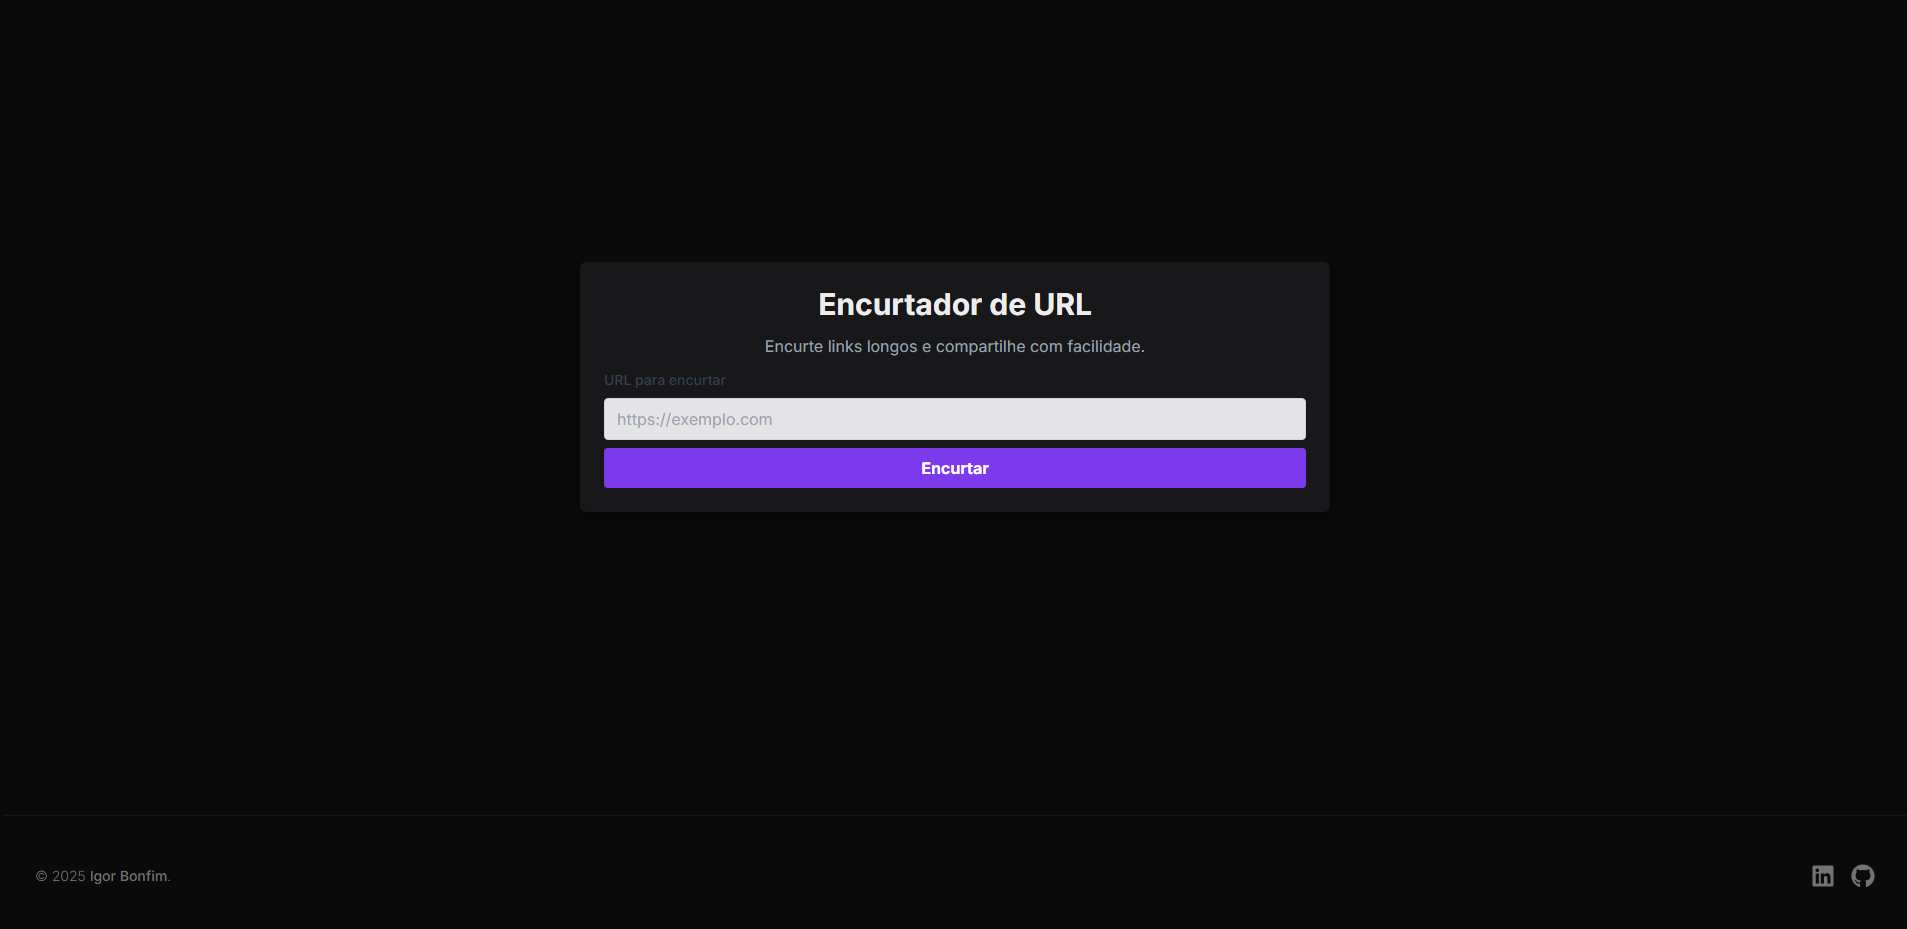 Encurtador de URL
Encurte links longos e compartilhe com facilidade.
URL para encurtar
https://exemplo.com
Encurtar
© 2025 Igor Bonfim.